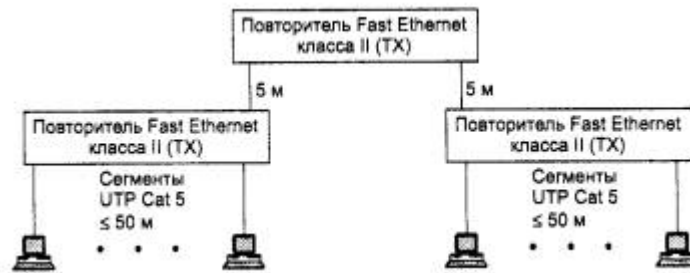 Повторитель Fast Ethernet
класса II (TX)
5 м
5 м
Повторитель Fast Ethernet
класса II (TX)
Повторитель Fast Ethernet
класса II (TX)
Сегменты
UTP Cat 5
≤ 50 м
Сегменты
UTP Cat 5
≤ 50 м